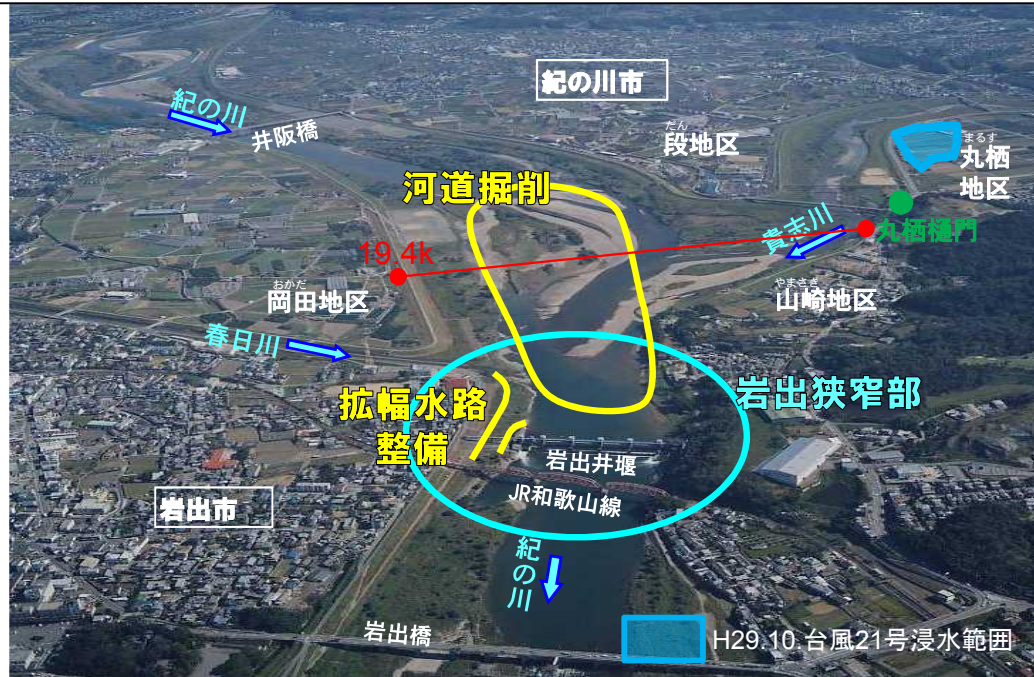 紀の川市
紀の川
井阪橋
だん
段地区
まるす
丸栖
地区
河道掘削
丸栖樋門
貴志川
19.4k
おかだ
岡田地区
やまさき
山崎地区
春日川
拡幅水路
整備
岩出狭窄部
岩出井堰
JR和歌山線
岩出市
紀の川
岩出橋
H29.10.台風21号浸水範囲